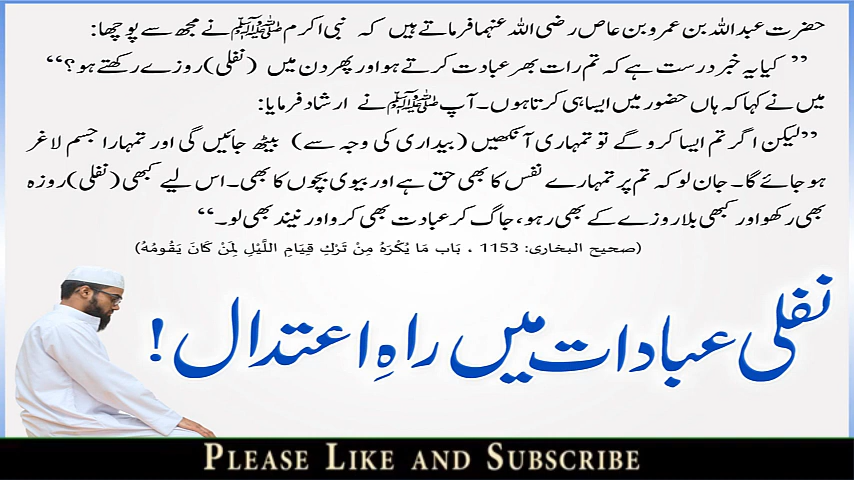 حضرت عبداللہ بن عمرو بن عاص رضی اللہ عنہما فرماتے ہیں کہ نبی اکرم ﷺ نے مجھ سے پوچھا:
”کیا یہ خبر درست ہے کہ تم رات بھر عبادت کرتے ہو اور پھر دن میں (نفلی) روزے رکھتے ہو؟“
میں نے کہا کہ ہاں حضور میں ایسا ہی کرتا ہوں۔ آپ ﷺ نے ارشاد فرمایا:
”لیکن اگر تم ایسا کرو گے تو تمہاری آنکھیں (بیداری کی وجہ سے) بیٹھ جائیں گی اور تمہارا جسم لاغر
ہو جائے گا۔ جان لو کہ تم پر تمہارے نفس کا بھی حق ہے اور بیوی بچوں کا بھی۔ اس لیے کبھی (نفلی) روزہ
بھی رکھو اور کبھی بلا روزے کے بھی رہو، جاگ کر عبادت بھی کرو اور نیند بھی لو۔“
(صحیح البخاری: 1153 ، بَاب مَا يُكْرَهُ مِنْ تَرْكِ قِيَامِ اللَّيْلِ لِمَنْ كَانَ يَقُومُهُ)
نفلی عبادات میں راہِ اعتدال!
PLEASE LIKE AND SUBSCRIBE